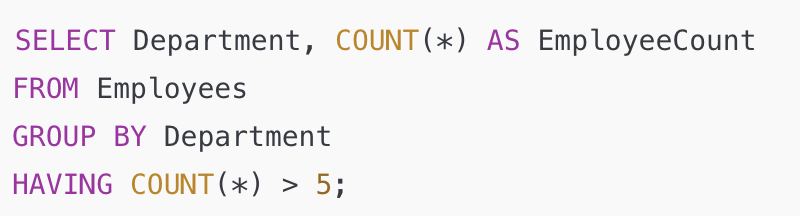 SELECT Department, COUNT(*) AS EmployeeCount
FROM Employees
GROUP BY Department
HAVING COUNT(*) > 5;